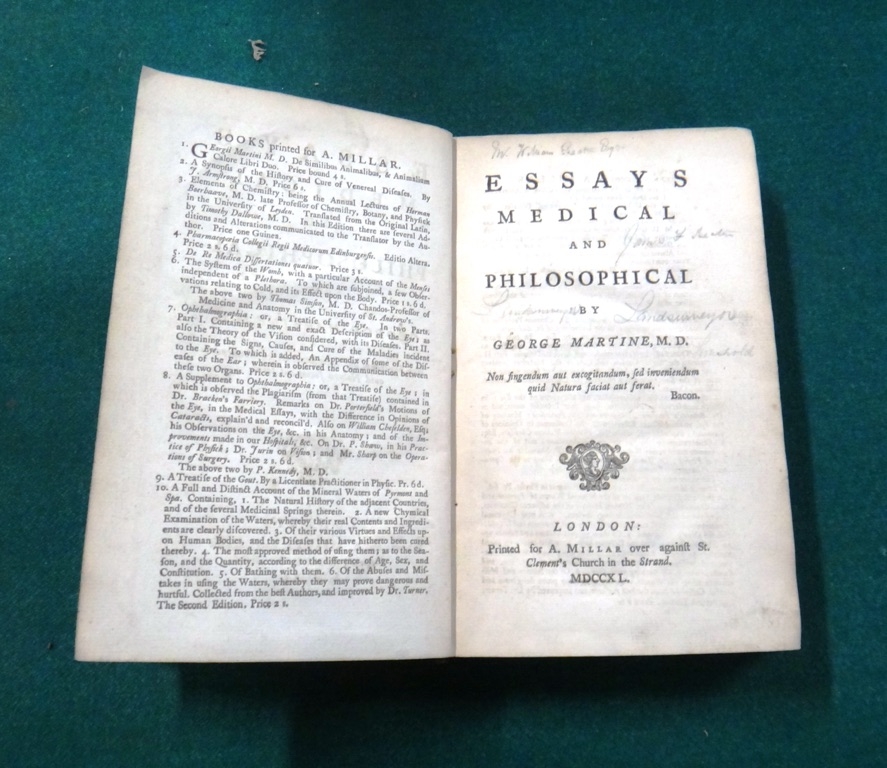 BOOKS printed for A. MILLAR.
1. Georgii Martini M. D. De Similibus Animalibus, & Animalium
Calore Libri Duo. Price bound 4 s.
2. A Synopsis of the History and Cure of Venereal Diseases. By
J. Armstrong, M. D. Price 6 s.
3. Elements of Chemistry: being the Annual Lectures of Herman
Boerhaave, M. D. late Professor of Chemistry, Botany, and Physick
in the University of Leyden. Translated from the Original Latin,
by Timothy Dallowe, M. D. In this Edition there are several Ad-
ditions and Alterations communicated to the Translator by the Au-
thor. Price one Guinea.
4. Pharmacopœia Collegii Regii Medicorum Edinburgensis. Editio Altera.
Price 2 s. 6 d.
5. De Re Medica Dissertationes quatuor. Price 3 s.
6. The System of the Womb, with a particular Account of the Menses
independent of a Plethora. To which are subjoined, a few Obser-
vations relating to Cold, and its Effect upon the Body. Price 1 s. 6 d.
The above two by Thomas Simson, M. D. Chandos-Professor of
Medicine and Anatomy in the University of St. Andrew's.
7. Ophthalmographia: or, a Treatise of the Eye. In two Parts.
Part I. Containing a new and exact Description of the Eye; as
also the Theory of the Vision considered, with its Diseases. Part II.
Containing the Signs, Causes, and Cure of the Maladies incident
to the Eye. To which is added, An Appendix of some of the Dis-
eases of the Ear; wherein is observed the Communication between
these two Organs. Price 2 s. 6 d.
8. A Supplement to Ophthalmographia: or, a Treatise of the Eye; in
which is observed the Plagiarism (from that Treatise) contained in
Dr. Bracken's Farriery. Remarks on Dr. Porterfield's Motions of
the Eye, in the Medical Essays, with the Difference in Opinions of
Cataracts, explain'd and reconcil'd. Also on William Cheselden, Esq;
his Observations on the Eye, &c. in his Anatomy; and of the Im-
provements made in our Hospitals, &c. On Dr. P. Shaw, in his Prac-
tice of Physick; Dr. Jurin on Vision; and Mr. Sharp on the Opera-
tions of Surgery. Price 2 s. 6 d.
The above two by P. Kennedy, M. D.
9. A Treatise of the Gout. By a Licentiate Practitioner in Physic. Pr. 6 d.
10. A Full and Distinct Account of the Mineral Waters of Pyrmont and
Spa. Containing, 1. The Natural History of the adjacent Countries,
and of the several Medicinal Springs therein. 2. A new Chymical
Examination of the Waters, whereby their real Contents and Ingredi-
ents are clearly discovered. 3. Of their various Virtues and Effects up-
on Human Bodies, and the Diseases that have hitherto been cured
thereby. 4. The most approved method of using them; as to the Sea-
son, and the Quantity, according to the difference of Age, Sex, and
Constitution. 5. Of Bathing with them. 6. Of the Abuses and Mis-
takes in using the Waters, whereby they may prove dangerous and
hurtful. Collected from the best Authors, and improved by Dr. Turner.
The Second Edition. Price 2 s.
Mr. William
ESSAYS
MEDICAL
AND
PHILOSOPHICAL
BY
GEORGE MARTINE, M. D.
Non fingendum aut excogitandum, sed inveniendum
quid Natura faciat aut ferat.
Bacon.
LONDON:
Printed for A. MILLAR over against St.
Clement's Church in the Strand.
MDCCXL.